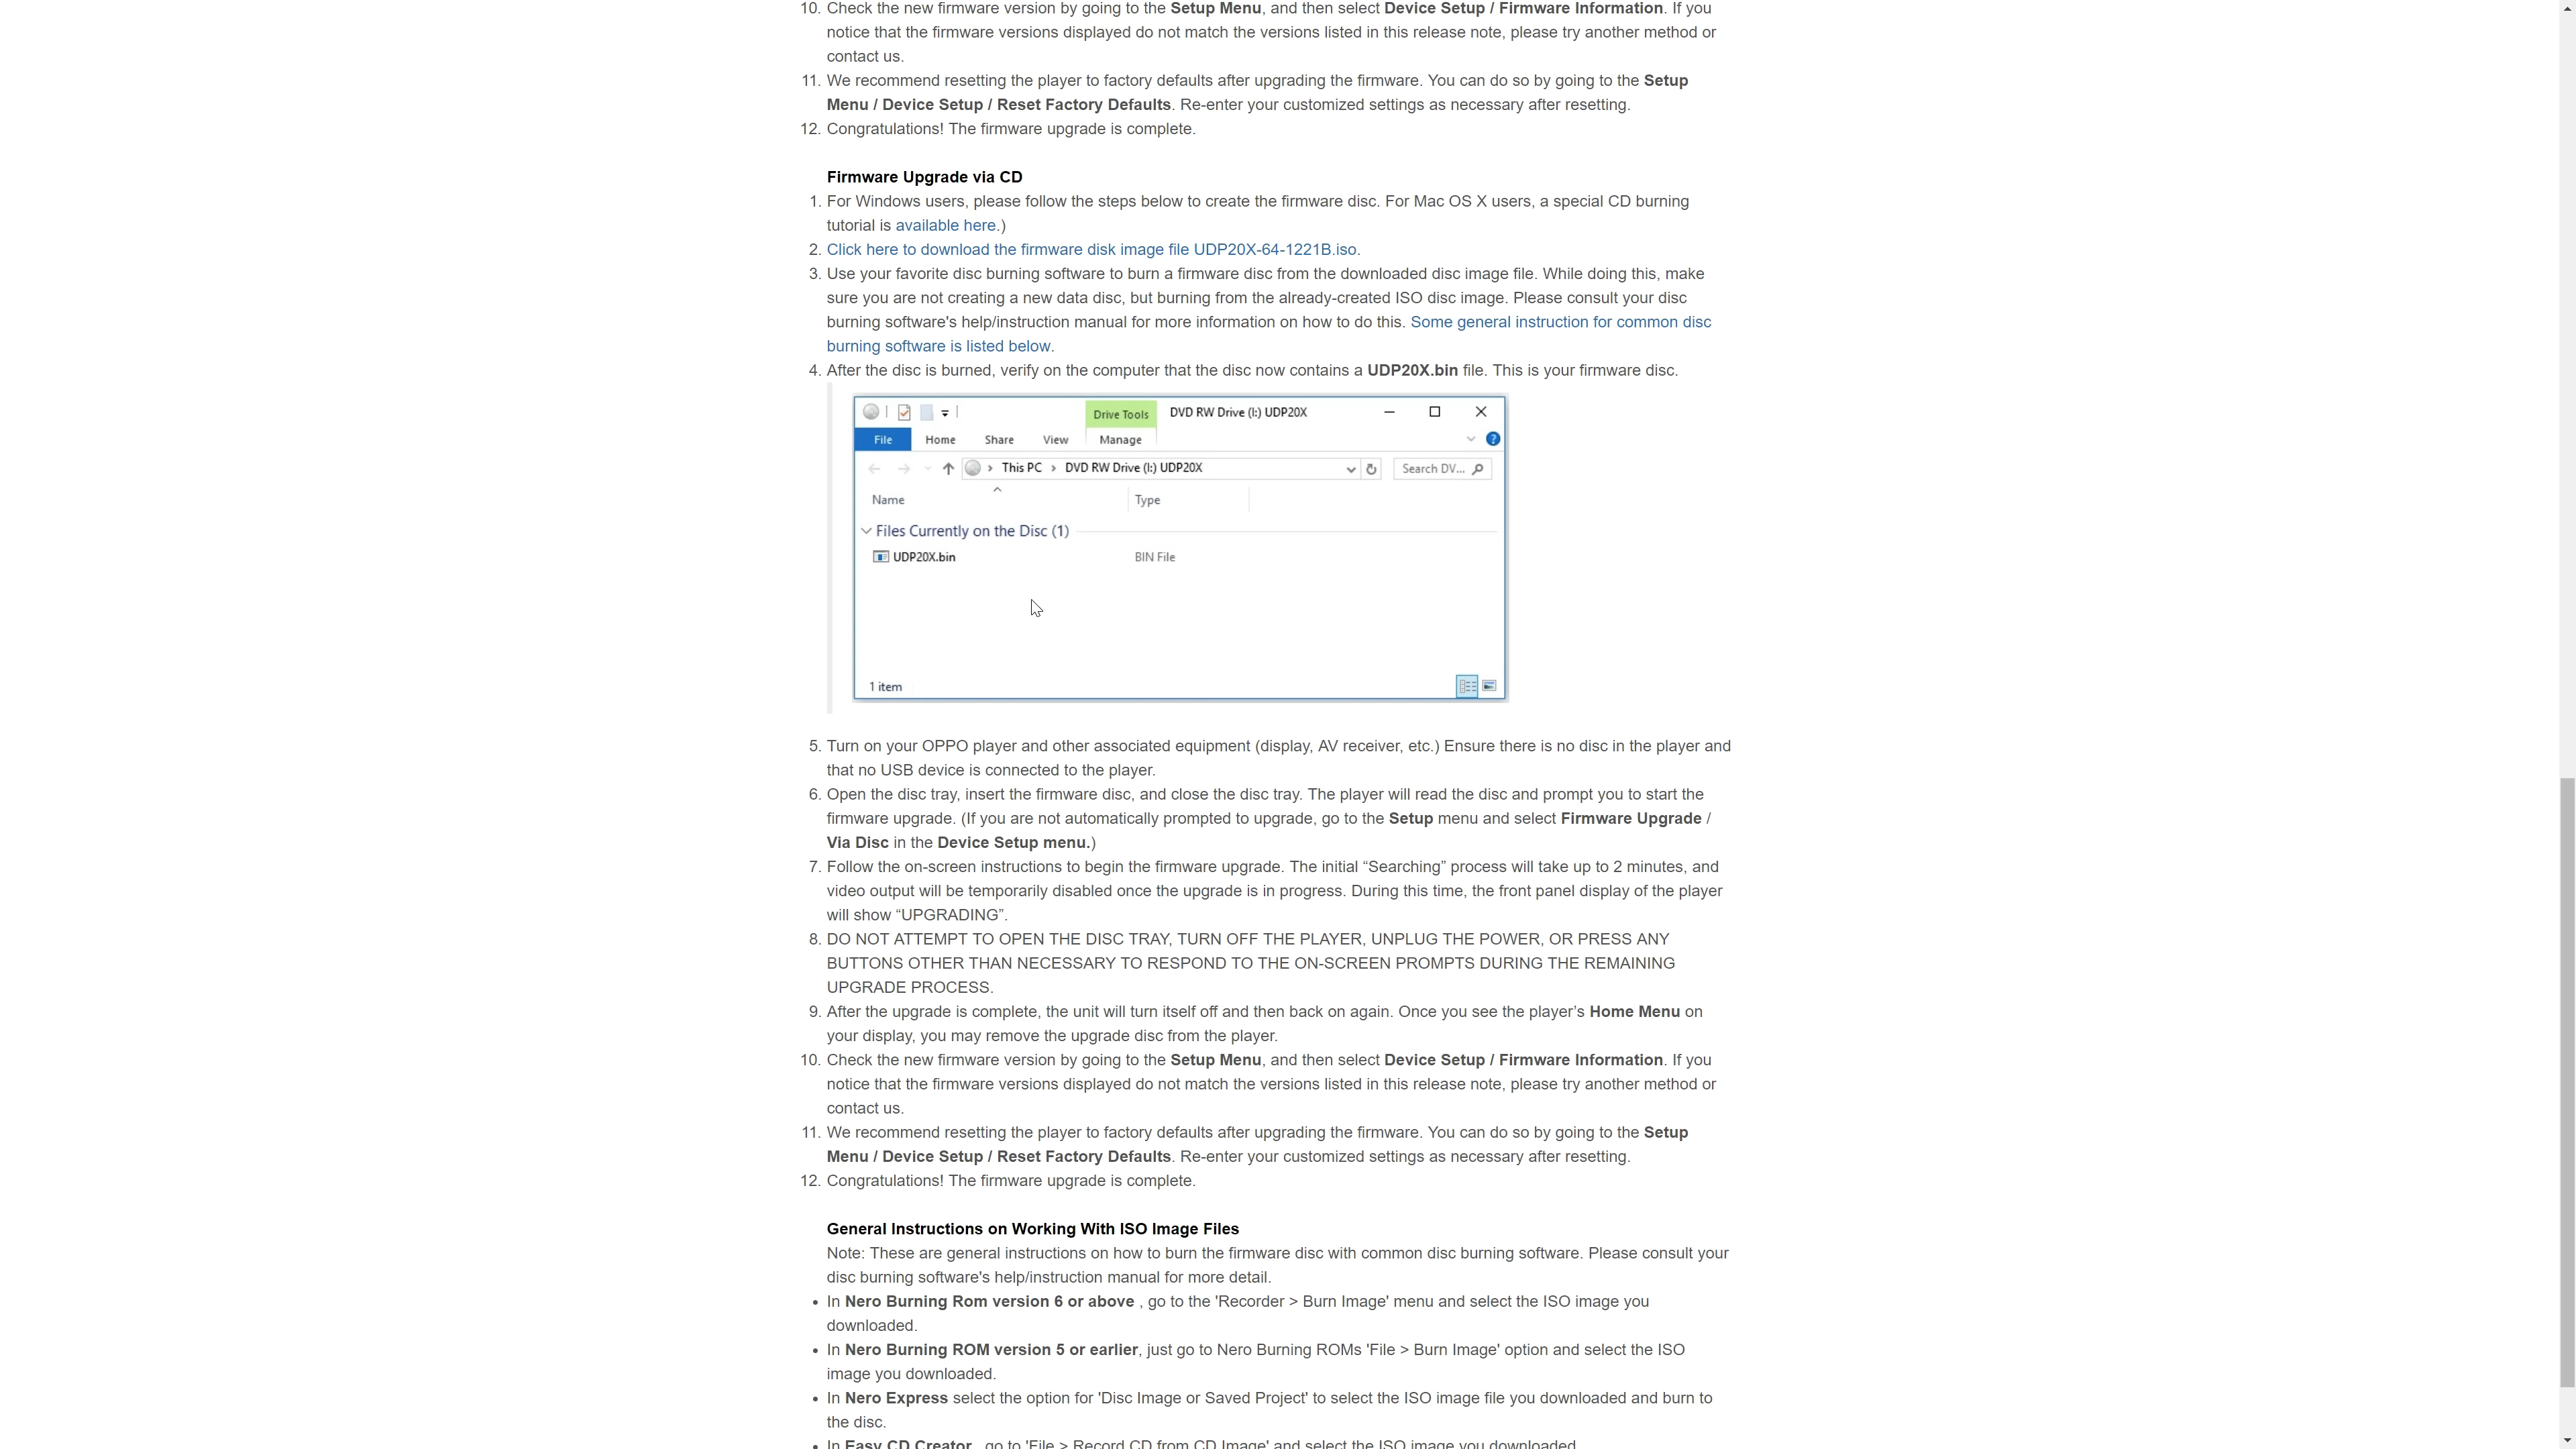 10. Check the new firmware version by going to the Setup Menu, and then select Device Setup / Firmware Information. If you
notice that the firmware versions displayed do not match the versions listed in this release note, please try another method or
contact us.
11. We recommend resetting the player to factory defaults after upgrading the firmware. You can do so by going to the Setup
Menu / Device Setup / Reset Factory Defaults. Re-enter your customized settings as necessary after resetting.
12. Congratulations! The firmware upgrade is complete.
Firmware Upgrade via CD
1. For Windows users, please follow the steps below to create the firmware disc. For Mac OS X users, a special CD burning
tutorial is available here.)
2. Click here to download the firmware disk image file UDP20X-64-1221B.iso.
3. Use your favorite disc burning software to burn a firmware disc from the downloaded disc image file. While doing this, make
sure you are not creating a new data disc, but burning from the already-created ISO disc image. Please consult your disc
burning software's help/instruction manual for more information on how to do this. Some general instruction for common disc
burning software is listed below.
4. After the disc is burned, verify on the computer that the disc now contains a UDP20X.bin file. This is your firmware disc.
Drive Tools DVD RW Drive (I:) UDP20X
File Home Share View Manage
This PC > DVD RW Drive (I:) UDP20X Search DV...
Name Type
Files Currently on the Disc (1)
UDP20X.bin BIN File
1 item
5. Turn on your OPPO player and other associated equipment (display, AV receiver, etc.) Ensure there is no disc in the player and
that no USB device is connected to the player.
6. Open the disc tray, insert the firmware disc, and close the disc tray. The player will read the disc and prompt you to start the
firmware upgrade. (If you are not automatically prompted to upgrade, go to the Setup menu and select Firmware Upgrade /
Via Disc in the Device Setup menu.)
7. Follow the on-screen instructions to begin the firmware upgrade. The initial “Searching” process will take up to 2 minutes, and
video output will be temporarily disabled once the upgrade is in progress. During this time, the front panel display of the player
will show “UPGRADING”.
8. DO NOT ATTEMPT TO OPEN THE DISC TRAY, TURN OFF THE PLAYER, UNPLUG THE POWER, OR PRESS ANY
BUTTONS OTHER THAN NECESSARY TO RESPOND TO THE ON-SCREEN PROMPTS DURING THE REMAINING
UPGRADE PROCESS.
9. After the upgrade is complete, the unit will turn itself off and then back on again. Once you see the player’s Home Menu on
your display, you may remove the upgrade disc from the player.
10. Check the new firmware version by going to the Setup Menu, and then select Device Setup / Firmware Information. If you
notice that the firmware versions displayed do not match the versions listed in this release note, please try another method or
contact us.
11. We recommend resetting the player to factory defaults after upgrading the firmware. You can do so by going to the Setup
Menu / Device Setup / Reset Factory Defaults. Re-enter your customized settings as necessary after resetting.
12. Congratulations! The firmware upgrade is complete.
General Instructions on Working With ISO Image Files
Note: These are general instructions on how to burn the firmware disc with common disc burning software. Please consult your
disc burning software's help/instruction manual for more detail.
• In Nero Burning Rom version 6 or above , go to the 'Recorder > Burn Image' menu and select the ISO image you
downloaded.
• In Nero Burning ROM version 5 or earlier, just go to Nero Burning ROMs 'File > Burn Image' option and select the ISO
image you downloaded.
• In Nero Express select the option for 'Disc Image or Saved Project' to select the ISO image file you downloaded and burn to
the disc.
• In Easy CD Creator , go to 'File > Record CD from CD Image' and select the ISO image you downloaded.